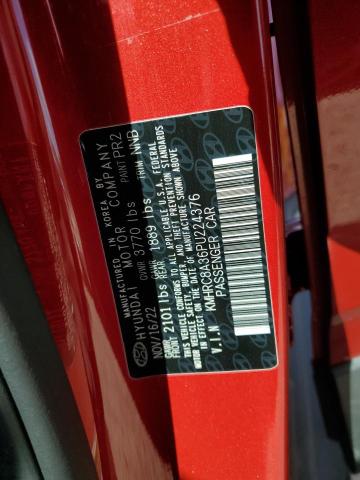 MANUFACTURED IN KOREA BY
HYUNDAI MOTOR COMPANY
NOV/16/22 GVWR 3770 lbs PAINT PR2
GAWR FRONT 2101 lbs REAR 1889 lbs TRIM NNB
THIS VEHICLE CONFORMS TO ALL APPLICABLE U.S.A. FEDERAL
MOTOR VEHICLE SAFETY, BUMPER, AND THEFT PREVENTION STANDARDS
IN EFFECT ON THE DATE OF MANUFACTURE SHOWN ABOVE.
V.I.N KMHRC8A36PU224376
PASSENGER CAR